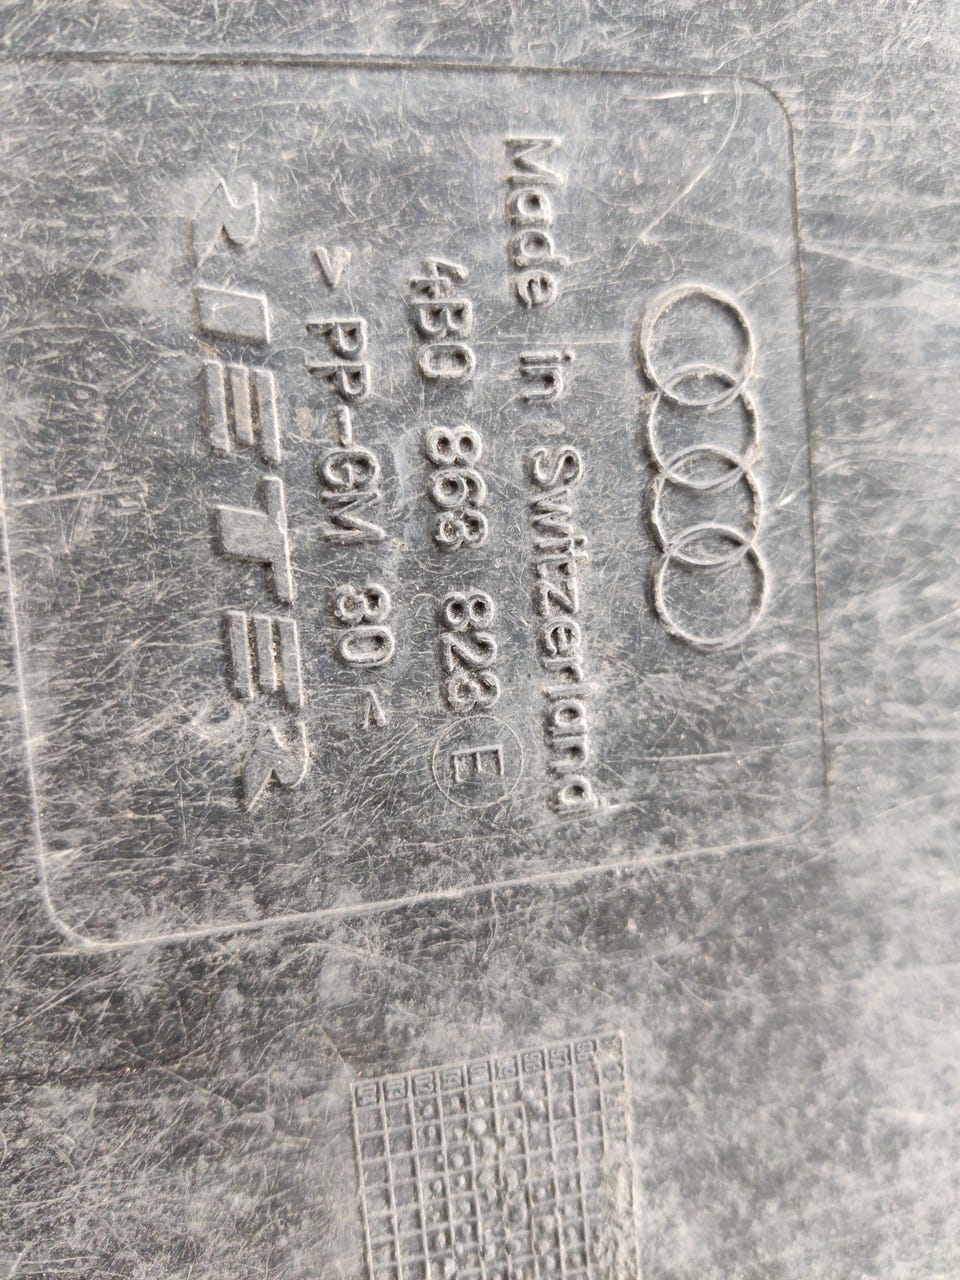 Made in Switzerland
4B0 863 823 E
> PP-GM 30 <
RIETER